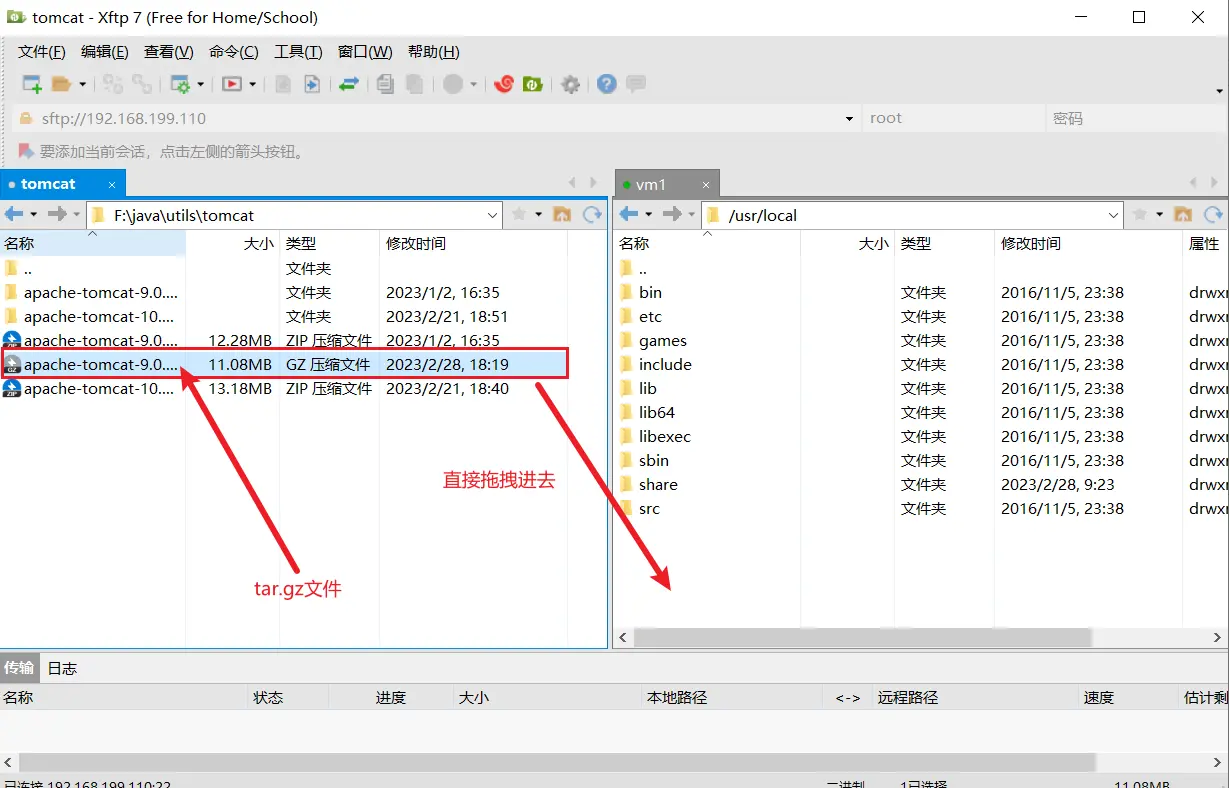 tomcat - Xftp 7 (Free for Home/School)
文件(F) 编辑(E) 查看(V) 命令(C) 工具(T) 窗口(W) 帮助(H)
sftp://192.168.199.110 root 密码
要添加当前会话，点击左侧的箭头按钮。
tomcat × vm1 ×
F:\java\utils\tomcat /usr/local
名称 大小 类型 修改时间
..  文件夹
apache-tomcat-9.0.... 文件夹 2023/1/2, 16:35
apache-tomcat-10.... 文件夹 2023/2/21, 18:51
apache-tomcat-9.0.... 12.28MB ZIP 压缩文件 2023/1/2, 16:35
apache-tomcat-9.0.... 11.08MB GZ 压缩文件 2023/2/28, 18:19
apache-tomcat-10.... 13.18MB ZIP 压缩文件 2023/2/21, 18:40
直接拖拽进去
tar.gz文件
名称 大小 类型 修改时间 属性
..
bin 文件夹 2016/11/5, 23:38 drwx
etc 文件夹 2016/11/5, 23:38 drwx
games 文件夹 2016/11/5, 23:38 drwx
include 文件夹 2016/11/5, 23:38 drwx
lib 文件夹 2016/11/5, 23:38 drwx
lib64 文件夹 2016/11/5, 23:38 drwx
libexec 文件夹 2016/11/5, 23:38 drwx
sbin 文件夹 2016/11/5, 23:38 drwx
share 文件夹 2023/2/28, 9:23 drwx
src 文件夹 2016/11/5, 23:38 drwx
传输 日志
名称 状态 进度 大小 本地路径 <-> 远程路径 速度 估计剩
已连接 192.168.199.110:22 二进制 1已选择 11.08MB